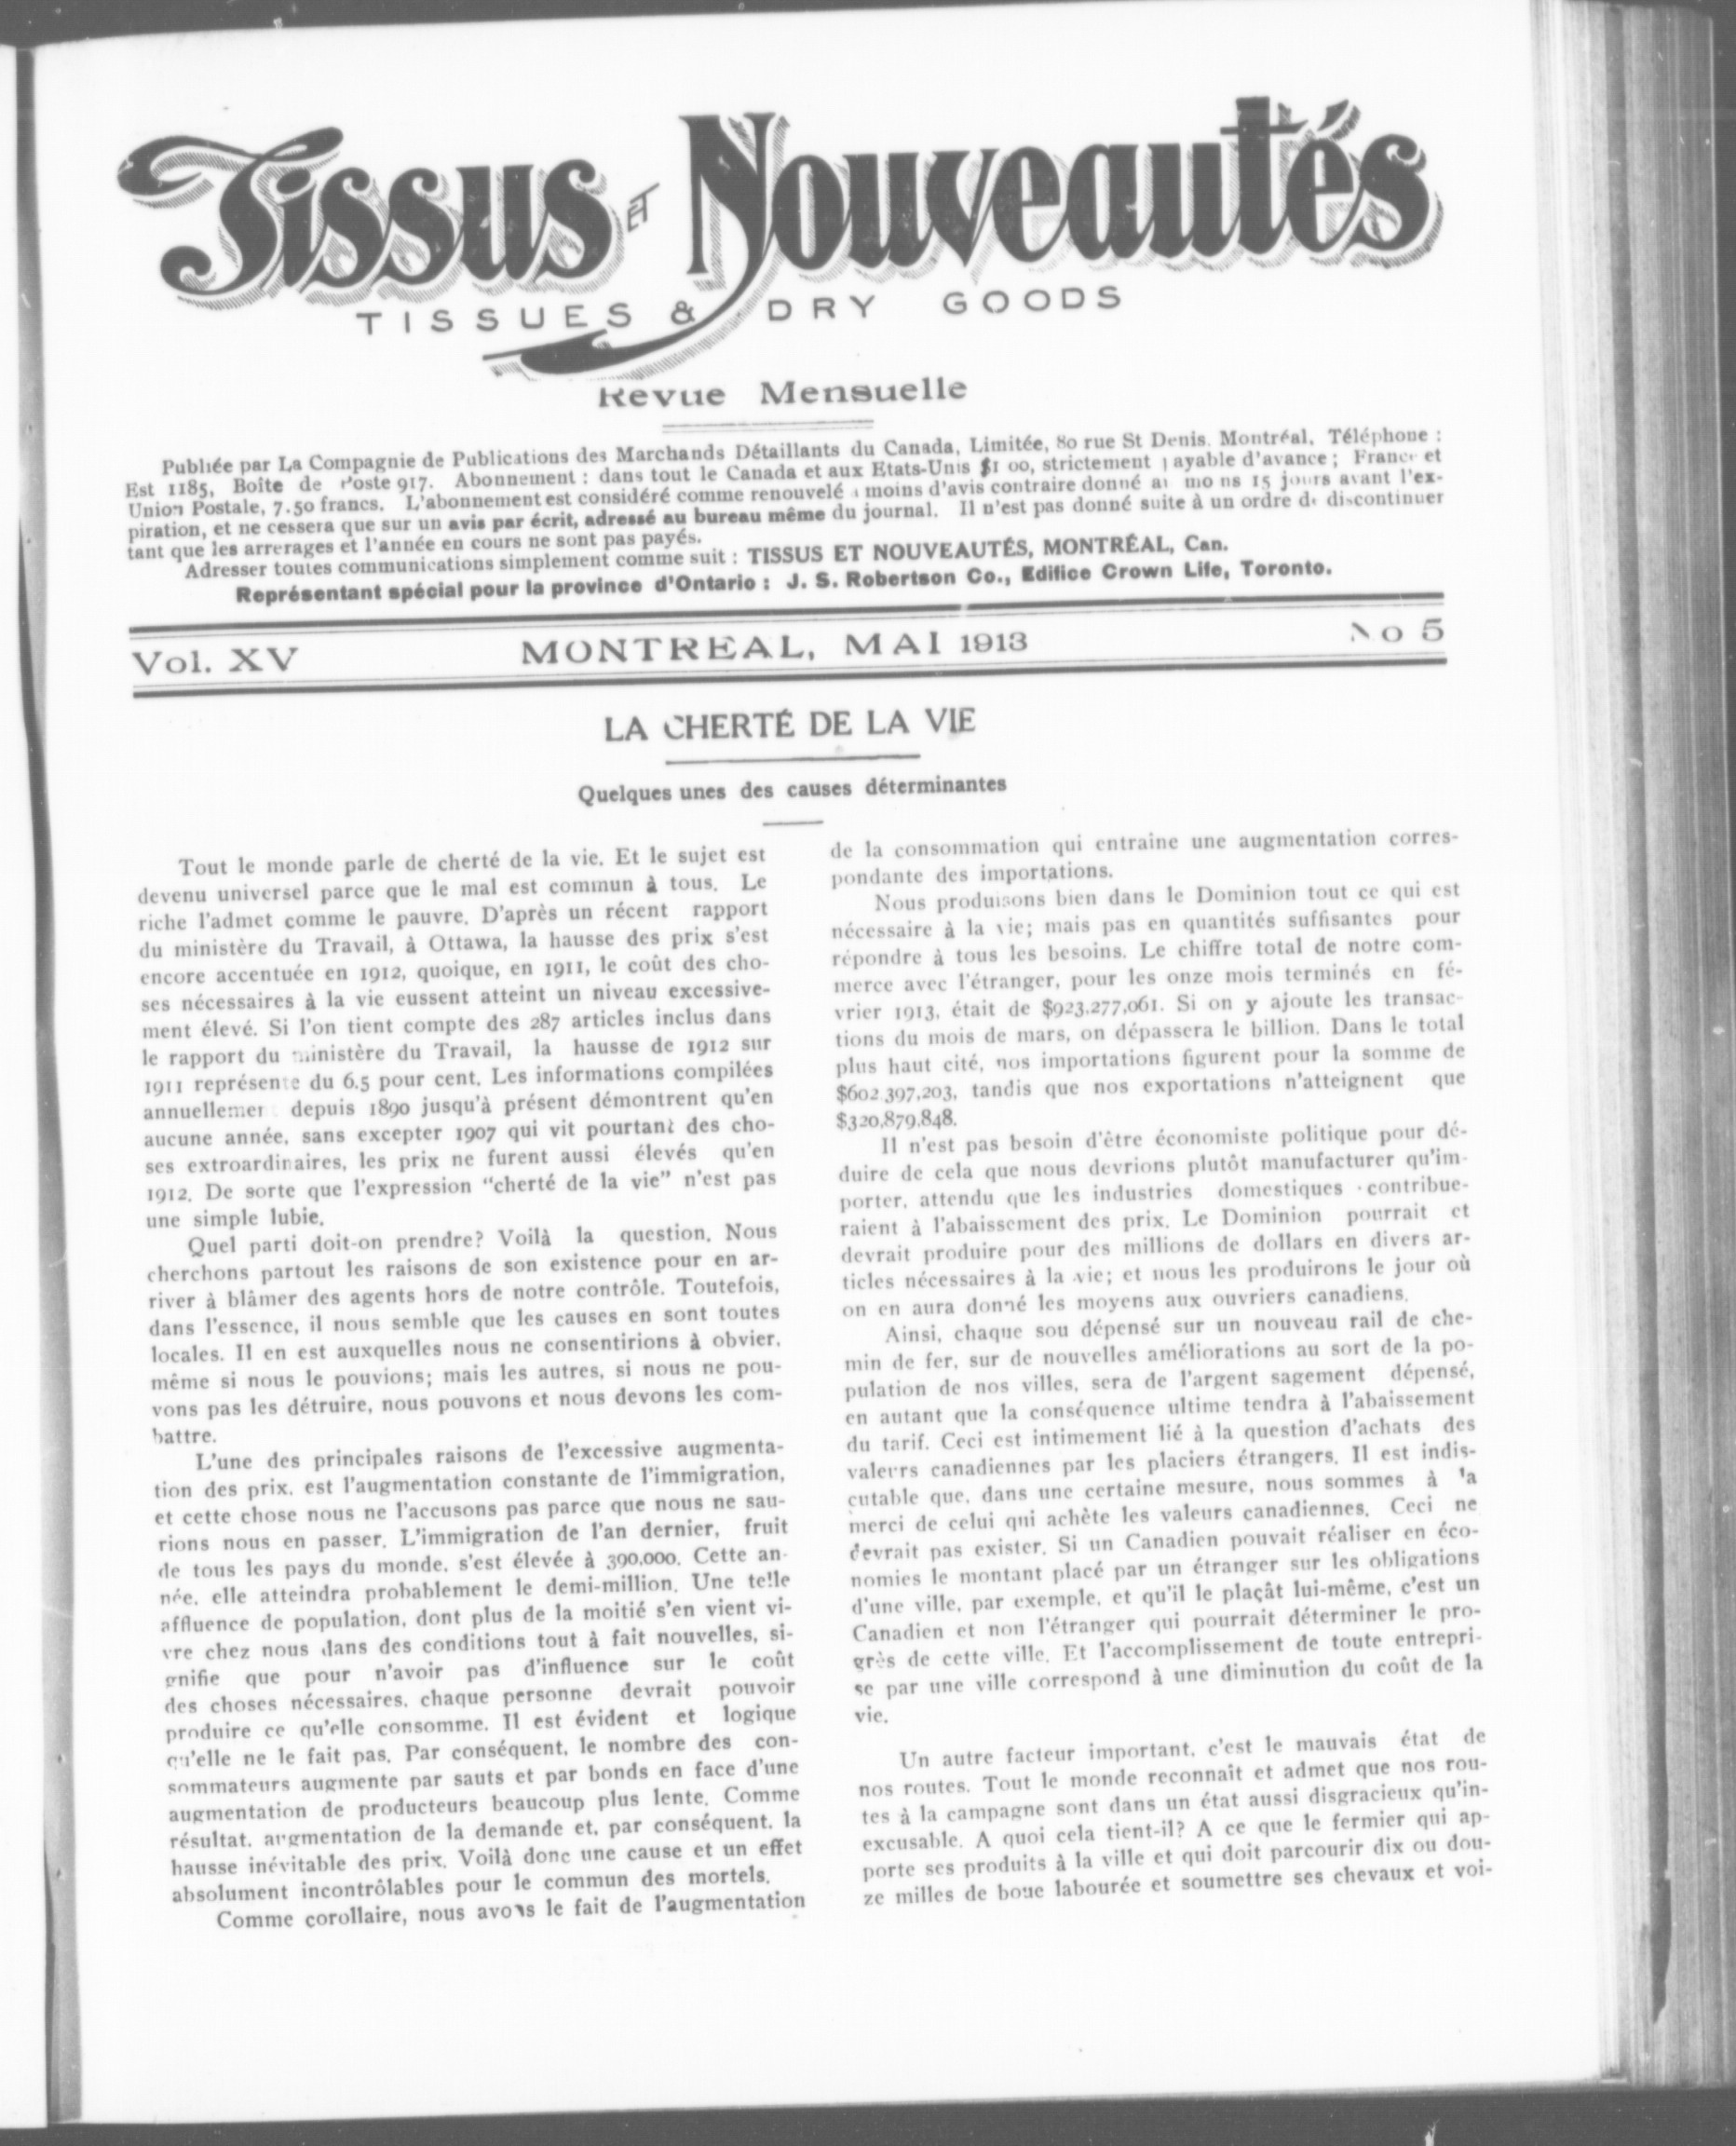 Tissus ET Nouveautés
TISSUES & DRY GOODS
Revue Mensuelle
Publiée par La Compagnie de Publications des Marchands Détaillants du Canada, Limitée, 80 rue St Denis. Montréal, Téléphone :
Est 1185, Boîte de Poste 917. Abonnement : dans tout le Canada et aux Etats-Unis $1 00, strictement payable d'avance ; France et
Union Postale, 7.50 francs. L'abonnement est considéré comme renouvelé à moins d'avis contraire donné au moins 15 jours avant l'ex-
piration, et ne cessera que sur un avis par écrit, adressé au bureau même du journal. Il n'est pas donné suite à un ordre de discontinuer
tant que les arrerages et l'année en cours ne sont pas payés.
Adresser toutes communications simplement comme suit : TISSUS ET NOUVEAUTÉS, MONTRÉAL, Can.
Représentant spécial pour la province d'Ontario : J. S. Robertson Co., Edifice Crown Life, Toronto.
Vol. XV MONTREAL, MAI 1913 No 5
LA CHERTÉ DE LA VIE
Quelques unes des causes déterminantes
Tout le monde parle de cherté de la vie. Et le sujet est
devenu universel parce que le mal est commun à tous. Le
riche l'admet comme le pauvre. D'après un récent rapport
du ministère du Travail, à Ottawa, la hausse des prix s'est
encore accentuée en 1912, quoique, en 1911, le coût des cho-
ses nécessaires à la vie eussent atteint un niveau excessive-
ment élevé. Si l'on tient compte des 287 articles inclus dans
le rapport du ministère du Travail, la hausse de 1912 sur
1911 représente du 6.5 pour cent. Les informations compilées
annuellement depuis 1890 jusqu'à présent démontrent qu'en
aucune année, sans excepter 1907 qui vit pourtant des cho-
ses extroardinaires, les prix ne furent aussi élevés qu'en
1912. De sorte que l'expression “cherté de la vie” n'est pas
une simple lubie.
Quel parti doit-on prendre? Voilà la question. Nous
cherchons partout les raisons de son existence pour en ar-
river à blâmer des agents hors de notre contrôle. Toutefois,
dans l'essence, il nous semble que les causes en sont toutes
locales. Il en est auxquelles nous ne consentirions à obvier,
même si nous le pouvions; mais les autres, si nous ne pou-
vons pas les détruire, nous pouvons et nous devons les com-
battre.
L'une des principales raisons de l'excessive augmenta-
tion des prix, est l'augmentation constante de l'immigration,
et cette chose nous ne l'accusons pas parce que nous ne sau-
rions nous en passer. L'immigration de l'an dernier, fruit
de tous les pays du monde, s'est élevée à 390,000. Cette an-
née, elle atteindra probablement le demi-million. Une telle
affluence de population, dont plus de la moitié s'en vient vi-
vre chez nous dans des conditions tout à fait nouvelles, si-
gnifie que pour n'avoir pas d'influence sur le coût
des choses nécessaires, chaque personne devrait pouvoir
produire ce qu'elle consomme. Il est évident et logique
qu'elle ne le fait pas. Par conséquent, le nombre des con-
sommateurs augmente par sauts et par bonds en face d'une
augmentation de producteurs beaucoup plus lente. Comme
résultat, augmentation de la demande et, par conséquent, la
hausse inévitable des prix. Voilà donc une cause et un effet
absolument incontrôlables pour le commun des mortels.
Comme corollaire, nous avons le fait de l'augmentation
de la consommation qui entraine une augmentation corres-
pondante des importations.
Nous produisons bien dans le Dominion tout ce qui est
nécessaire à la vie; mais pas en quantités suffisantes pour
répondre à tous les besoins. Le chiffre total de notre com-
merce avec l'étranger, pour les onze mois terminés en fé-
vrier 1913, était de $923,277,061. Si on y ajoute les transac-
tions du mois de mars, on dépassera le billion. Dans le total
plus haut cité, nos importations figurent pour la somme de
$602,397,203, tandis que nos exportations n'atteignent que
$320,879,848.
Il n'est pas besoin d'être économiste politique pour dé-
duire de cela que nous devrions plutôt manufacturer qu'im-
porter, attendu que les industries domestiques contribue-
raient à l'abaissement des prix. Le Dominion pourrait et
devrait produire pour des millions de dollars en divers ar-
ticles nécessaires à la vie; et nous les produirons le jour où
on en aura donné les moyens aux ouvriers canadiens.
Ainsi, chaque sou dépensé sur un nouveau rail de che-
min de fer, sur de nouvelles améliorations au sort de la po-
pulation de nos villes, sera de l'argent sagement dépensé,
en autant que la conséquence ultime tendra à l'abaissement
du tarif. Ceci est intimement lié à la question d'achats des
valeurs canadiennes par les placiers étrangers. Il est indis-
cutable que, dans une certaine mesure, nous sommes à la
merci de celui qui achète les valeurs canadiennes. Ceci ne
devrait pas exister. Si un Canadien pouvait réaliser en éco-
nomies le montant placé par un étranger sur les obligations
d'une ville, par exemple, et qu'il le plaçât lui-même, c'est un
Canadien et non l'étranger qui pourrait déterminer le pro-
grès de cette ville. Et l'accomplissement de toute entrepri-
se par une ville correspond à une diminution du coût de la
vie.
Un autre facteur important, c'est le mauvais état de
nos routes. Tout le monde reconnaît et admet que nos rou-
tes à la campagne sont dans un état aussi disgracieux qu'in-
excusable. A quoi cela tient-il? A ce que le fermier qui ap-
porte ses produits à la ville et qui doit parcourir dix ou dou-
ze milles de boue labourée et soumettre ses chevaux et voi-